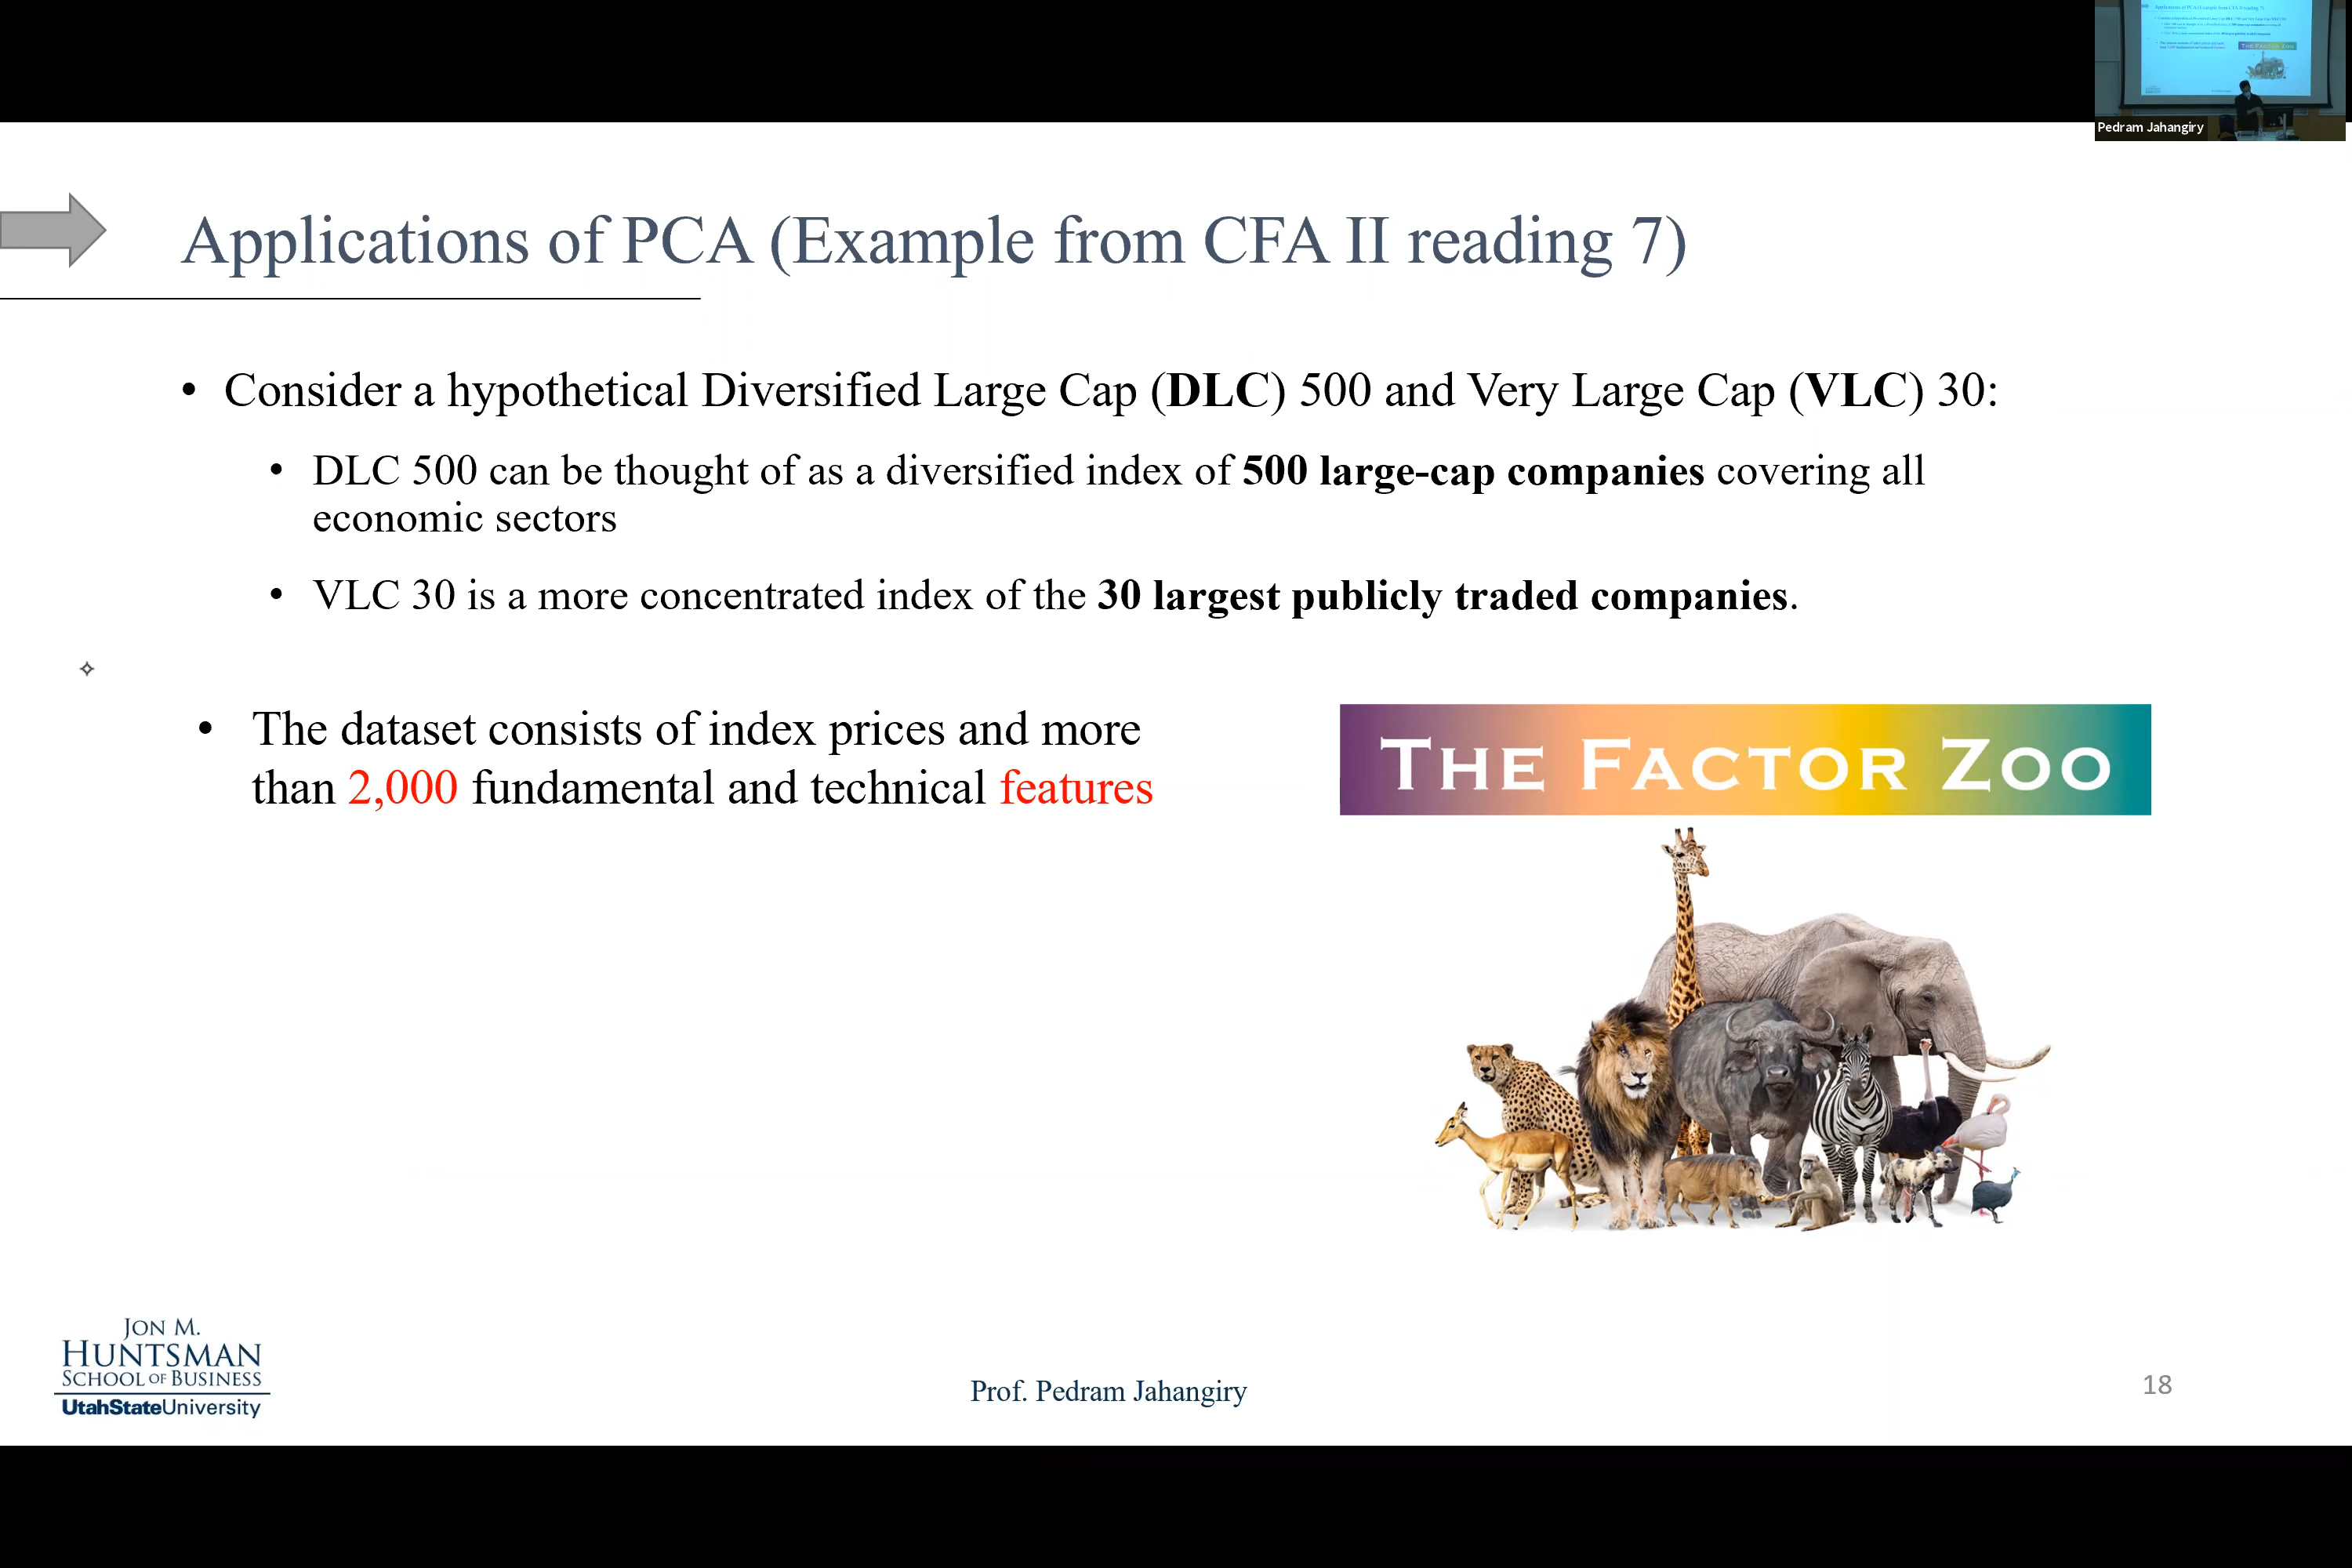 Pedram Jahangiry
Applications of PCA (Example from CFA II reading 7)
• Consider a hypothetical Diversified Large Cap (DLC) 500 and Very Large Cap (VLC) 30:
• DLC 500 can be thought of as a diversified index of 500 large-cap companies covering all
economic sectors
• VLC 30 is a more concentrated index of the 30 largest publicly traded companies.
• The dataset consists of index prices and more
than 2,000 fundamental and technical features
THE FACTOR ZOO
JON M.
HUNTSMAN
SCHOOL OF BUSINESS
UtahStateUniversity
Prof. Pedram Jahangiry
18